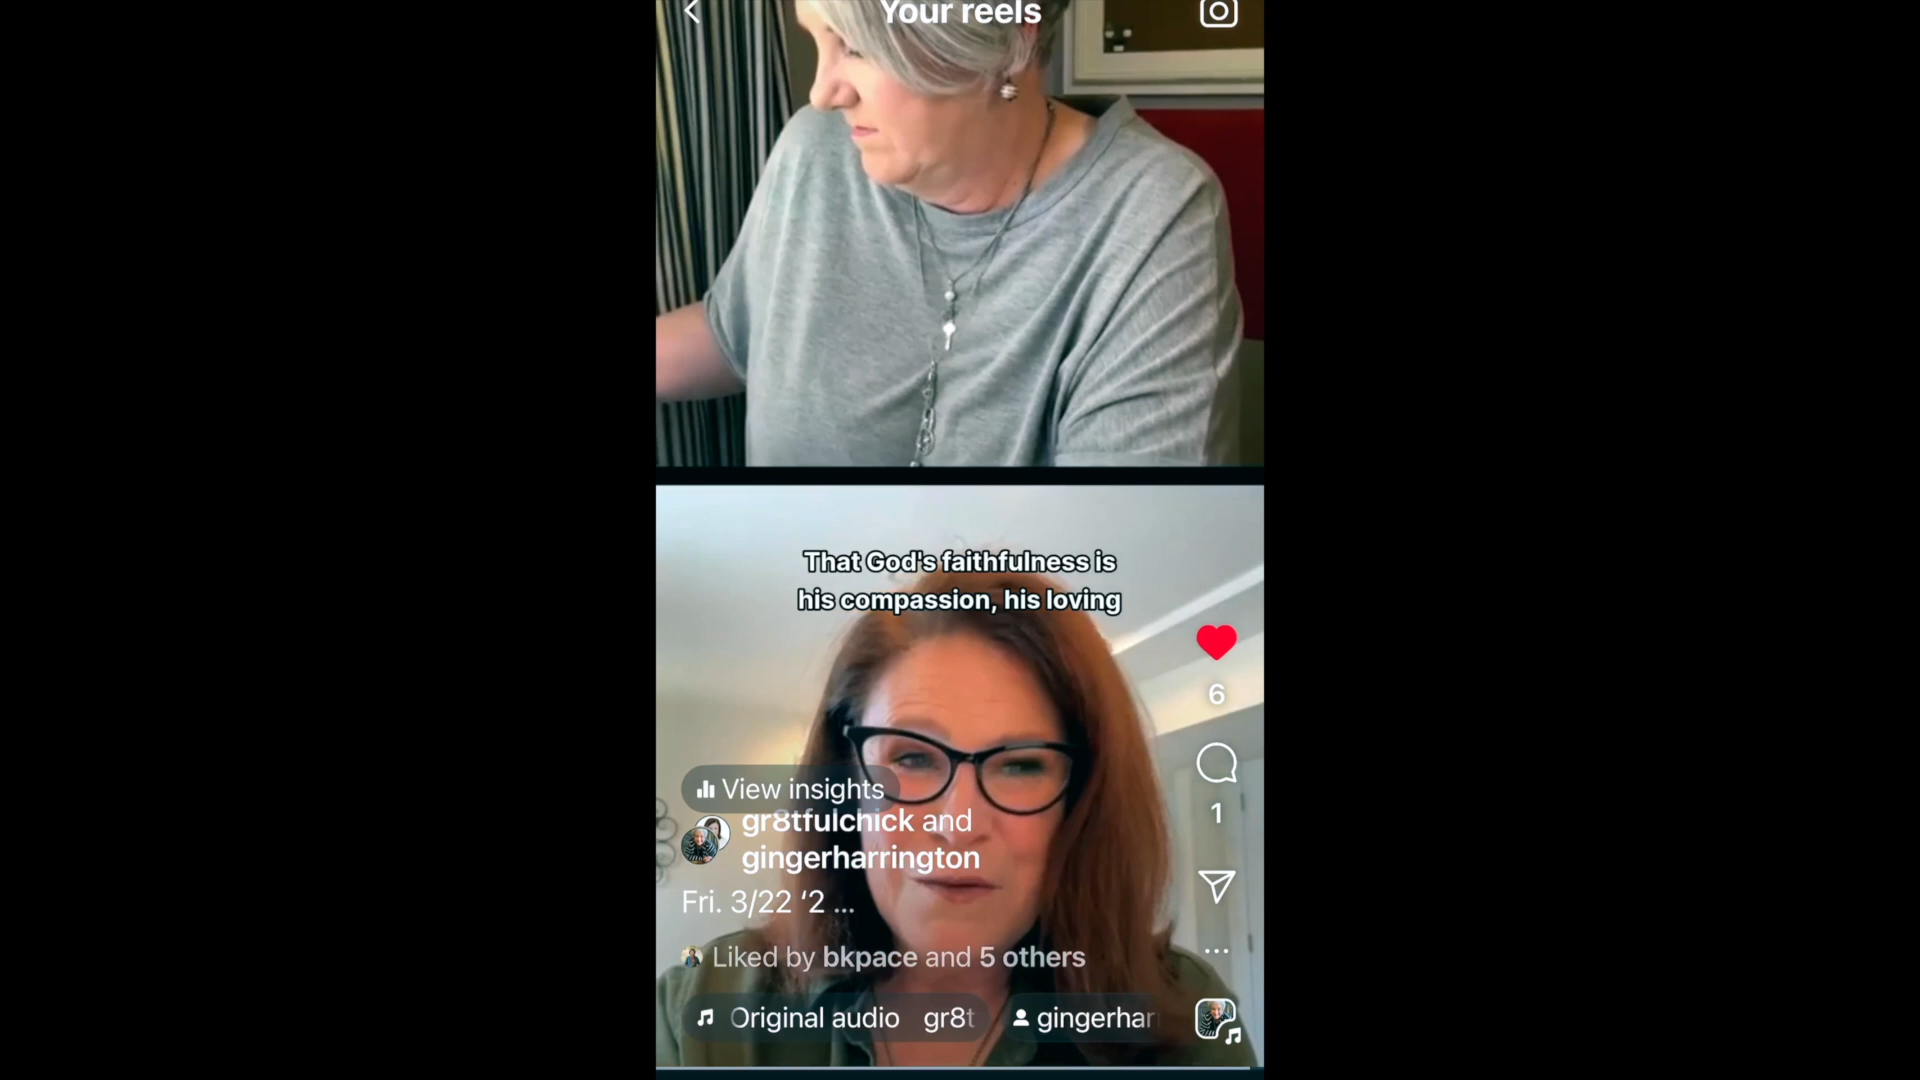 Your reels
That God's faithfulness is
his compassion, his loving
6
View insights
gr8tfulchick and
gingerharrington
1
Fri. 3/22 ‘2 ...
Liked by bkpace and 5 others
Original audio gr8t gingerhar